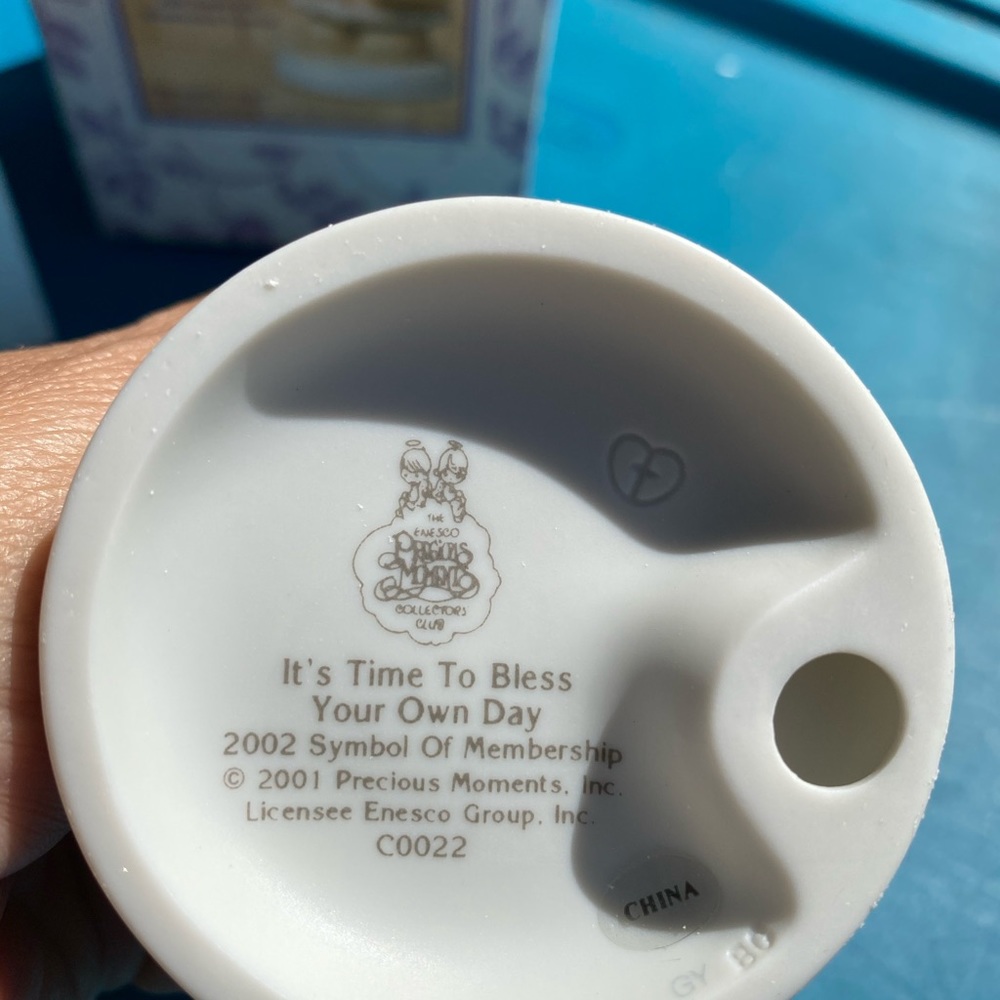 THE
ENESCO
PRECIOUS
MOMENTS
COLLECTORS
CLUB
It's Time To Bless
Your Own Day
2002 Symbol Of Membership
© 2001 Precious Moments, Inc.
Licensee Enesco Group, Inc.
C0022
CHINA
GY